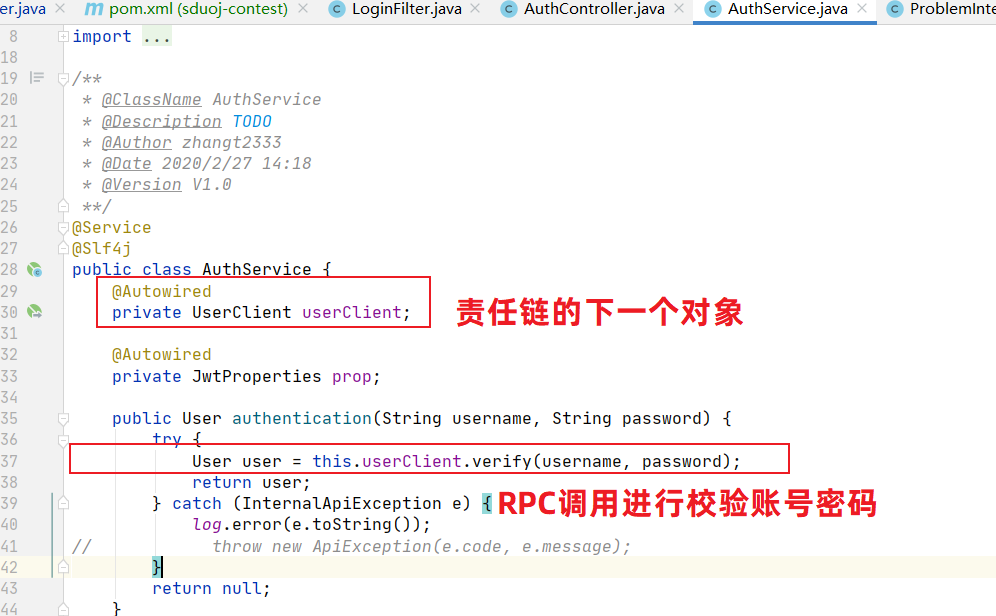 er.java pom.xml (sduoj-contest) LoginFilter.java AuthController.java AuthService.java ProblemInte
8 import ...
18
19 /**
20 * @ClassName AuthService
21 * @Description TODO
22 * @Author zhangt2333
23 * @Date 2020/2/27 14:18
24 * @Version V1.0
25 **/
26 @Service
27 @Slf4j
28 public class AuthService {
29 @Autowired
30 private UserClient userClient;
责任链的下一个对象
31
32 @Autowired
33 private JwtProperties prop;
34
35 public User authentication(String username, String password) {
36 try {
37 User user = this.userClient.verify(username, password);
38 return user;
39 } catch (InternalApiException e) {
RPC调用进行校验账号密码
40 log.error(e.toString());
41 // throw new ApiException(e.code, e.message);
42 }
43 return null;
44 }